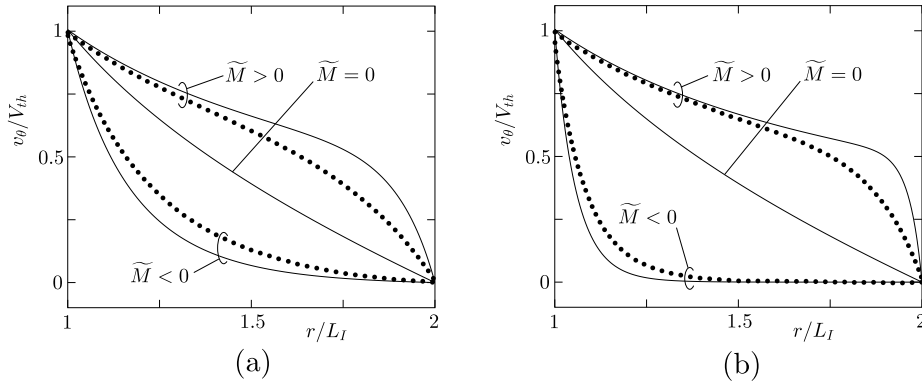 1
M̃ > 0
M̃ = 0
v_θ/V_th
0.5
M̃ < 0
0
1
1.5
r/L_I
2
(a)
1
M̃ > 0
M̃ = 0
v_θ/V_th
0.5
M̃ < 0
0
1
1.5
r/L_I
2
(b)